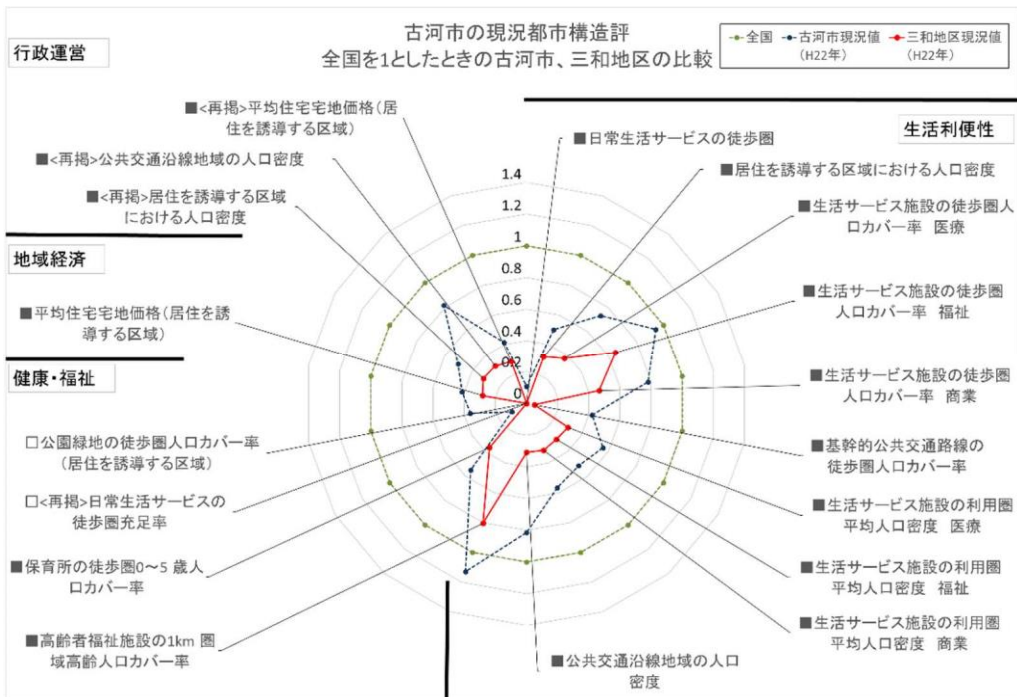 古河市の現況都市構造評
全国を1としたときの古河市、三和地区の比較
全国
古河市現況値
(H22年)
三和地区現況値
(H22年)
行政運営
■<再掲>平均住宅宅地価格(居
住を誘導する区域)
■<再掲>公共交通沿線地域の人口密度
■<再掲>居住を誘導する区域
における人口密度
地域経済
■平均住宅宅地価格(居住を誘
導する区域)
健康・福祉
□公園緑地の徒歩圏人口カバー率
(居住を誘導する区域)
□<再掲>日常生活サービスの
徒歩圏充足率
■保育所の徒歩圏0~5 歳人
口カバー率
■高齢者福祉施設の1km 圏
域高齢人口カバー率
1.4
1.2
1
0.8
0.6
0.4
0.2
0
生活利便性
■日常生活サービスの徒歩圏
■居住を誘導する区域における人口密度
■生活サービス施設の徒歩圏人
口カバー率 医療
■生活サービス施設の徒歩圏
人口カバー率 福祉
■生活サービス施設の徒歩圏
人口カバー率 商業
■基幹的公共交通路線の
徒歩圏人口カバー率
■生活サービス施設の利用圏
平均人口密度 医療
■生活サービス施設の利用圏
平均人口密度 福祉
■生活サービス施設の利用圏
平均人口密度 商業
■公共交通沿線地域の人口
密度